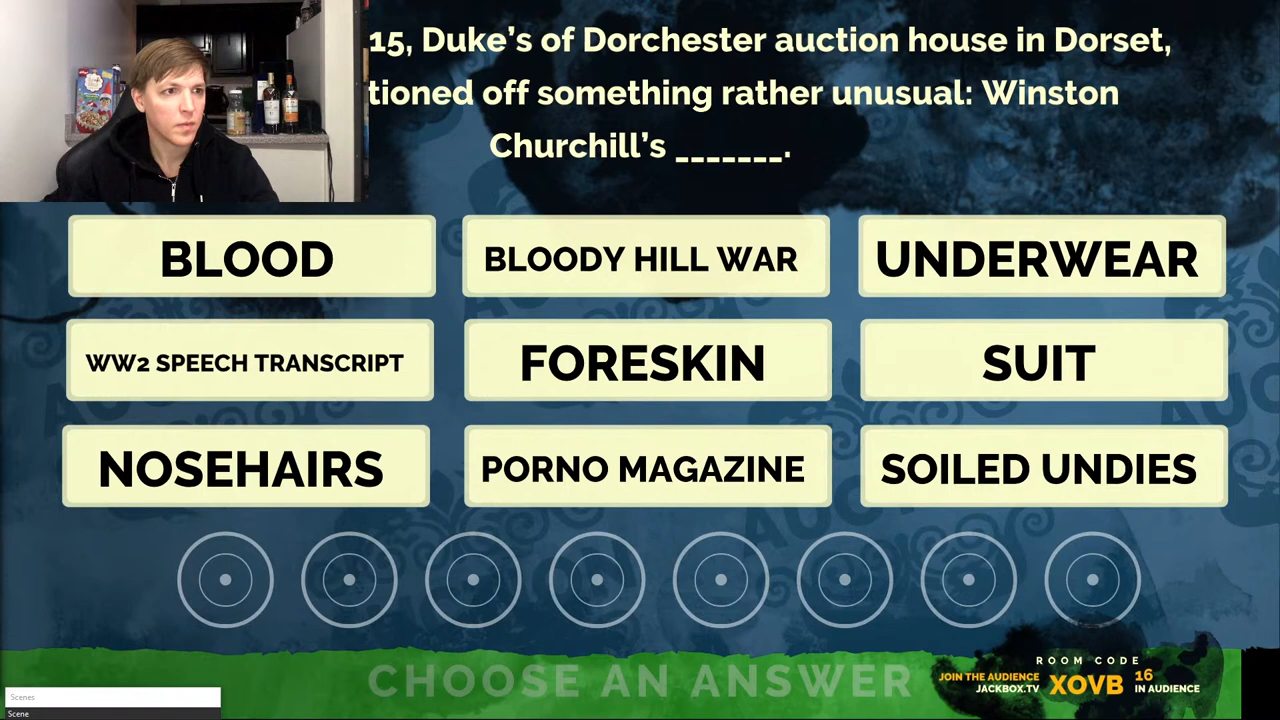 15, Duke's of Dorchester auction house in Dorset,
tioned off something rather unusual: Winston
Churchill's _______.
BLOOD
BLOODY HILL WAR
UNDERWEAR
WW2 SPEECH TRANSCRIPT
FORESKIN
SUIT
NOSEHAIRS
PORNO MAGAZINE
SOILED UNDIES
CHOOSE AN ANSWER
ROOM CODE
JOIN THE AUDIENCE
JACKBOX.TV
XOVB
16
IN AUDIENCE
Scenes
Scene